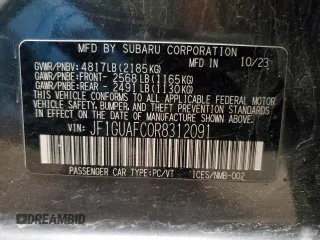 MFD BY SUBARU CORPORATION 10/23
GVWR/PNBV: 4817LB(2185KG)
GAWR/PNBE: FRONT- 2568LB(1165KG)
GAWR/PNBE: REAR - 2491LB(1130KG)
THIS VEHICLE CONFORMS TO ALL APPLICABLE FEDERAL MOTOR
VEHICLE SAFETY, BUMPER, AND THEFT PREVENTION
STANDARDS IN EFFECT ON THE DATE OF MANUFACTURE
SHOWN ABOVE.
VIN: JF1GUAFC0R8312091
PASSENGER CAR TYPE:PC/VT ICES/NMB-002
DREAMBID